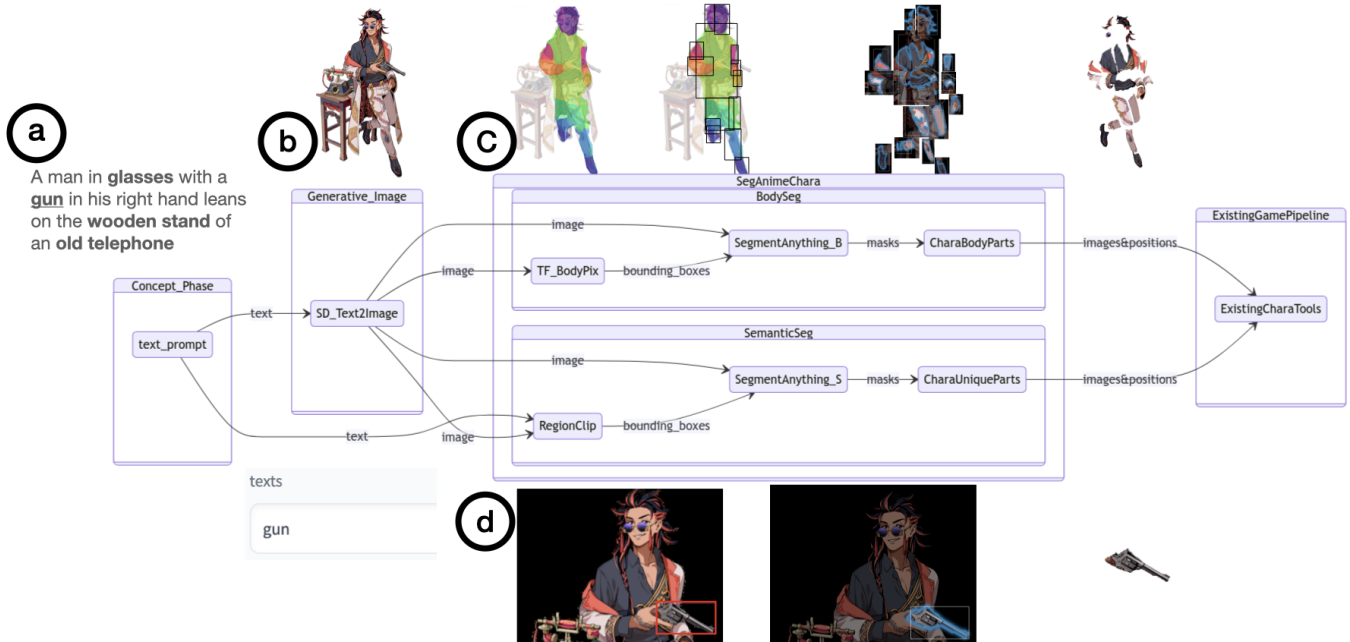 a
A man in glasses with a
gun in his right hand leans
on the wooden stand of
an old telephone
b
c
Concept_Phase
text_prompt
text
text
Generative_Image
SD_Text2Image
image
image
image
image
SegAnimeChara
BodySeg
TF_BodyPix
bounding_boxes
SegmentAnything_B
masks
CharaBodyParts
images&positions
SemanticSeg
RegionClip
bounding_boxes
SegmentAnything_S
masks
CharaUniqueParts
images&positions
ExistingGamePipeline
ExistingCharaTools
texts
gun
d